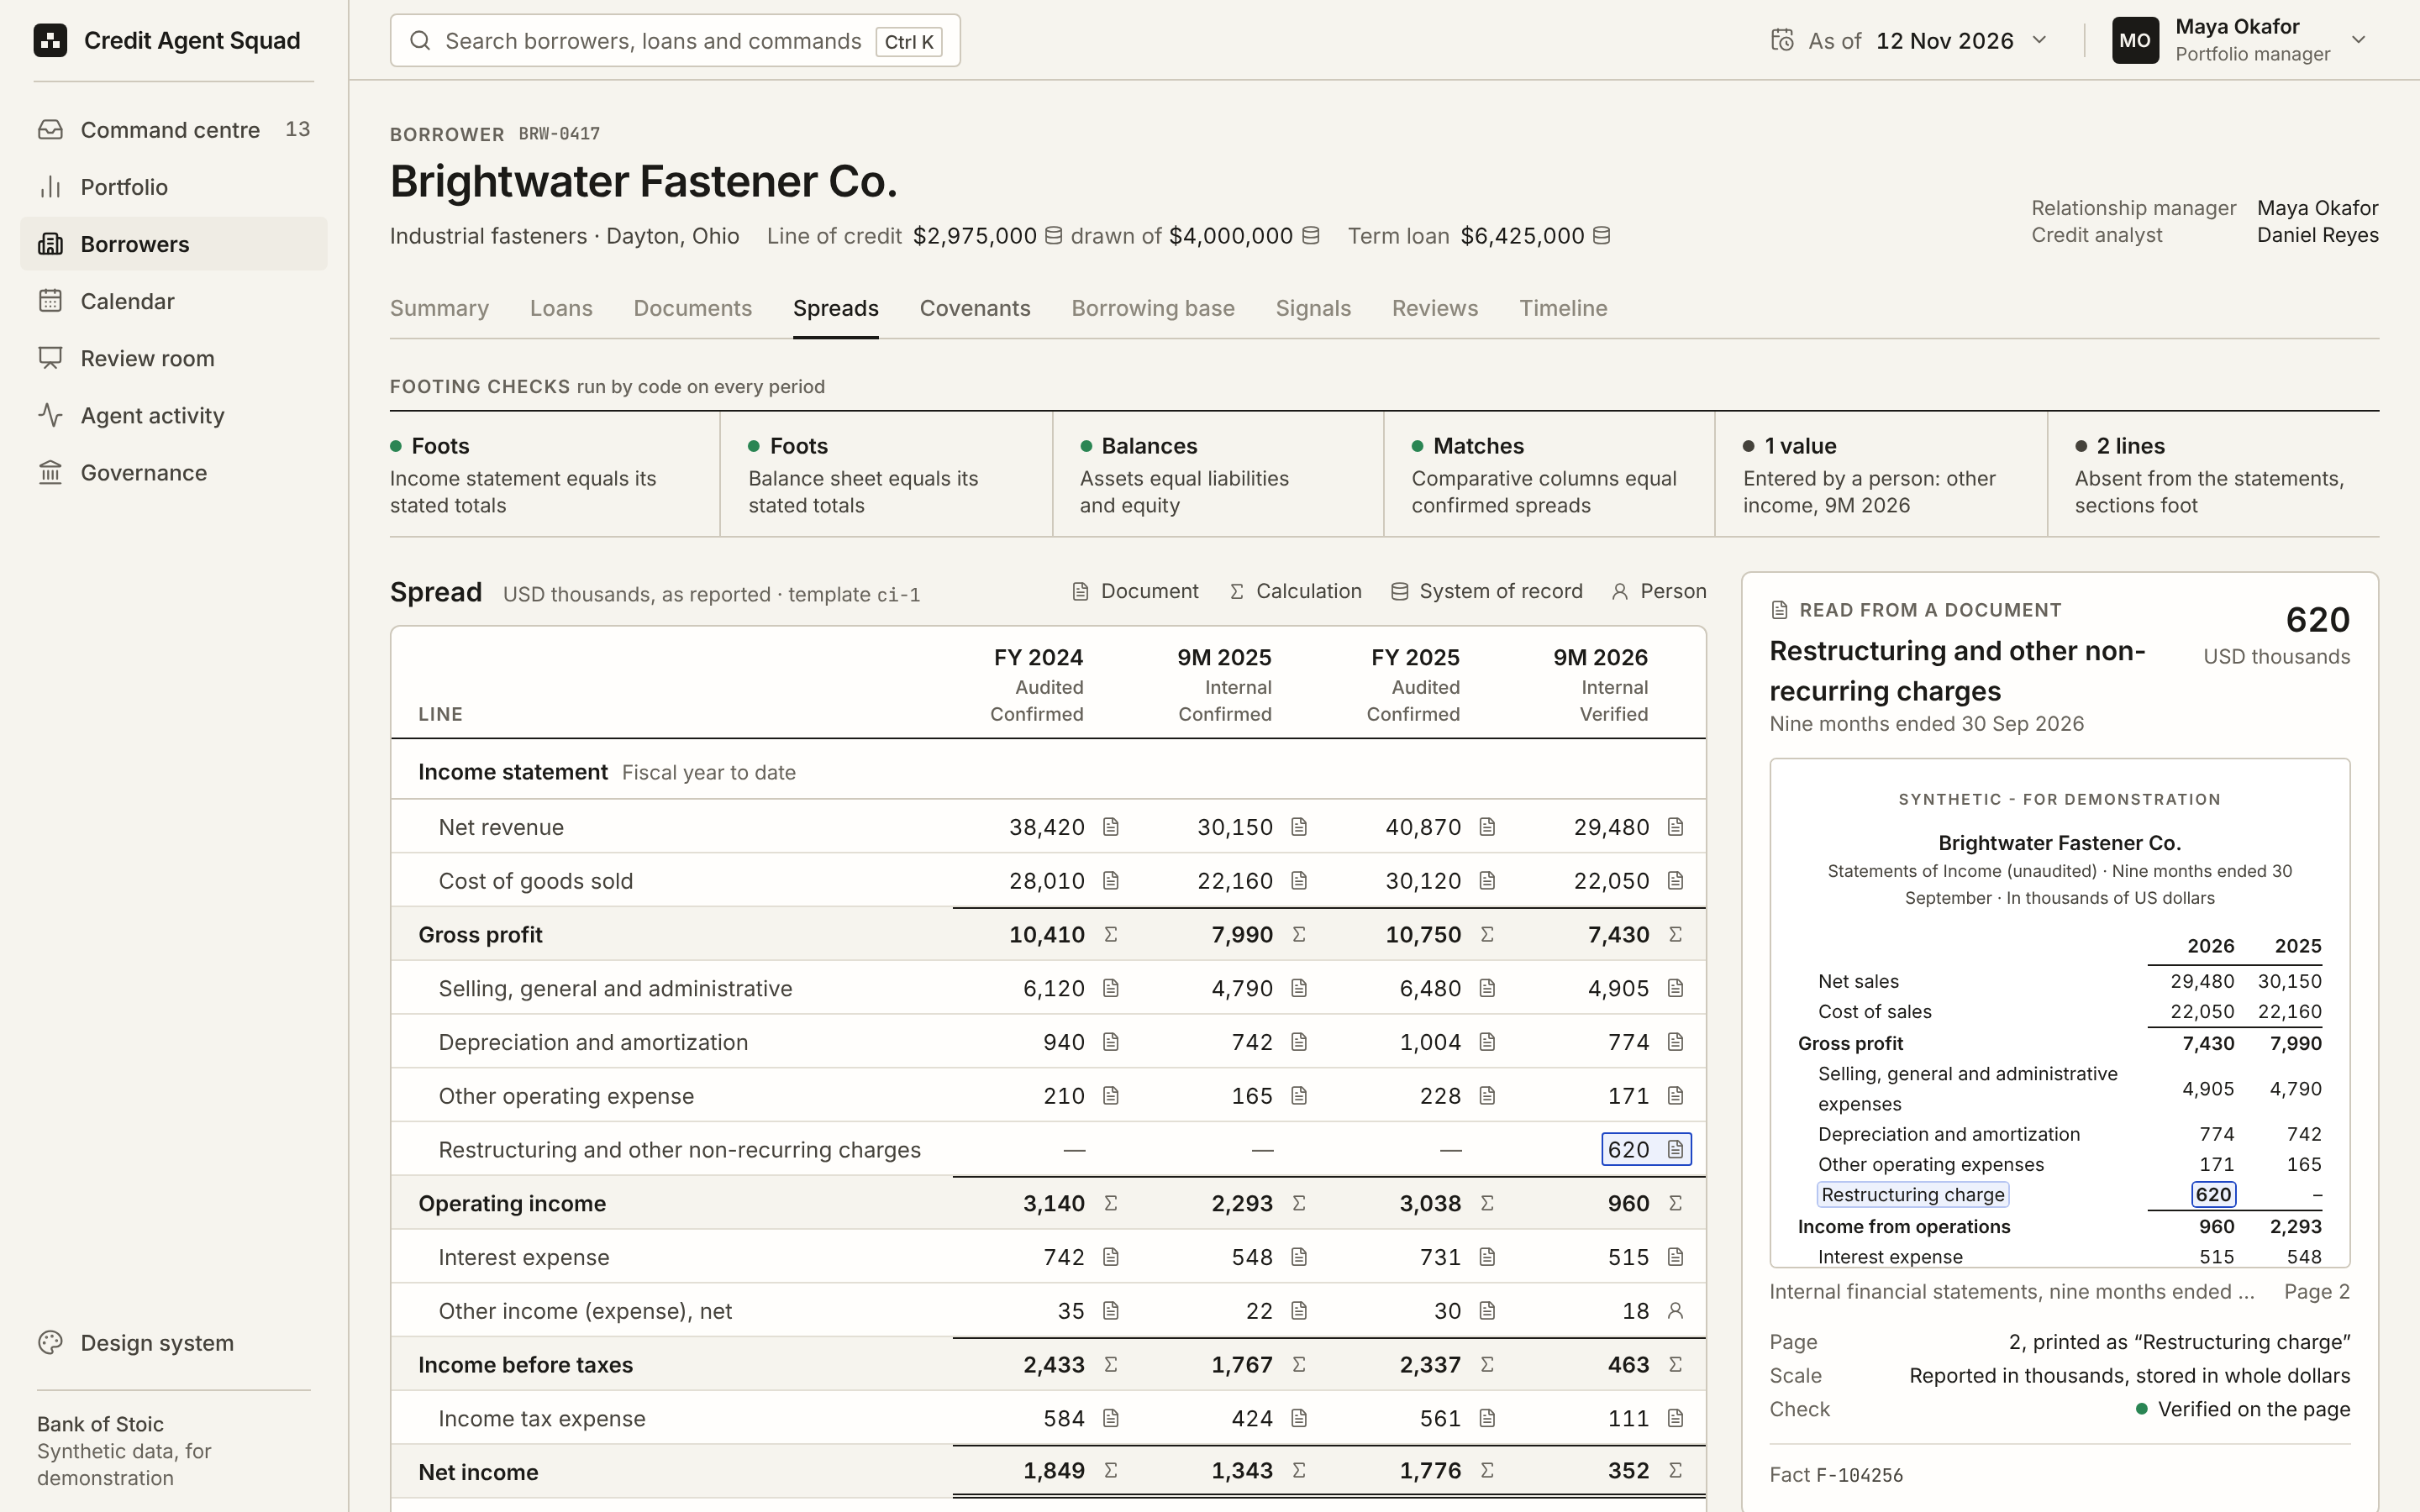 Credit Agent Squad
Search borrowers, loans and commands Ctrl K
As of 12 Nov 2026
MO
Maya Okafor
Portfolio manager
Command centre 13
Portfolio
Borrowers
Calendar
Review room
Agent activity
Governance
Design system
Bank of Stoic
Synthetic data, for
demonstration
BORROWER BRW-0417
Brightwater Fastener Co.
Industrial fasteners · Dayton, Ohio Line of credit $2,975,000 drawn of $4,000,000 Term loan $6,425,000
Relationship manager Maya Okafor
Credit analyst Daniel Reyes
Summary Loans Documents Spreads Covenants Borrowing base Signals Reviews Timeline
FOOTING CHECKS run by code on every period
Foots
Income statement equals its
stated totals
Foots
Balance sheet equals its
stated totals
Balances
Assets equal liabilities
and equity
Matches
Comparative columns equal
confirmed spreads
1 value
Entered by a person: other
income, 9M 2026
2 lines
Absent from the statements,
sections foot
Spread USD thousands, as reported · template ci-1
Document Σ Calculation System of record Person
FY 2024 9M 2025 FY 2025 9M 2026
Audited Internal Audited Internal
LINE Confirmed Confirmed Confirmed Verified
Income statement Fiscal year to date
Net revenue 38,420 30,150 40,870 29,480
Cost of goods sold 28,010 22,160 30,120 22,050
Gross profit 10,410 Σ 7,990 Σ 10,750 Σ 7,430 Σ
Selling, general and administrative 6,120 4,790 6,480 4,905
Depreciation and amortization 940 742 1,004 774
Other operating expense 210 165 228 171
Restructuring and other non-recurring charges — — — 620
Operating income 3,140 Σ 2,293 Σ 3,038 Σ 960 Σ
Interest expense 742 548 731 515
Other income (expense), net 35 22 30 18
Income before taxes 2,433 Σ 1,767 Σ 2,337 Σ 463 Σ
Income tax expense 584 424 561 111
Net income 1,849 Σ 1,343 Σ 1,776 Σ 352 Σ
READ FROM A DOCUMENT
620
USD thousands
Restructuring and other non-
recurring charges
Nine months ended 30 Sep 2026
SYNTHETIC - FOR DEMONSTRATION
Brightwater Fastener Co.
Statements of Income (unaudited) · Nine months ended 30
September · In thousands of US dollars
2026 2025
Net sales 29,480 30,150
Cost of sales 22,050 22,160
Gross profit 7,430 7,990
Selling, general and administrative
expenses 4,905 4,790
Depreciation and amortization 774 742
Other operating expenses 171 165
Restructuring charge 620 –
Income from operations 960 2,293
Interest expense 515 548
Internal financial statements, nine months ended ... Page 2
Page 2, printed as “Restructuring charge”
Scale Reported in thousands, stored in whole dollars
Check Verified on the page
Fact F-104256